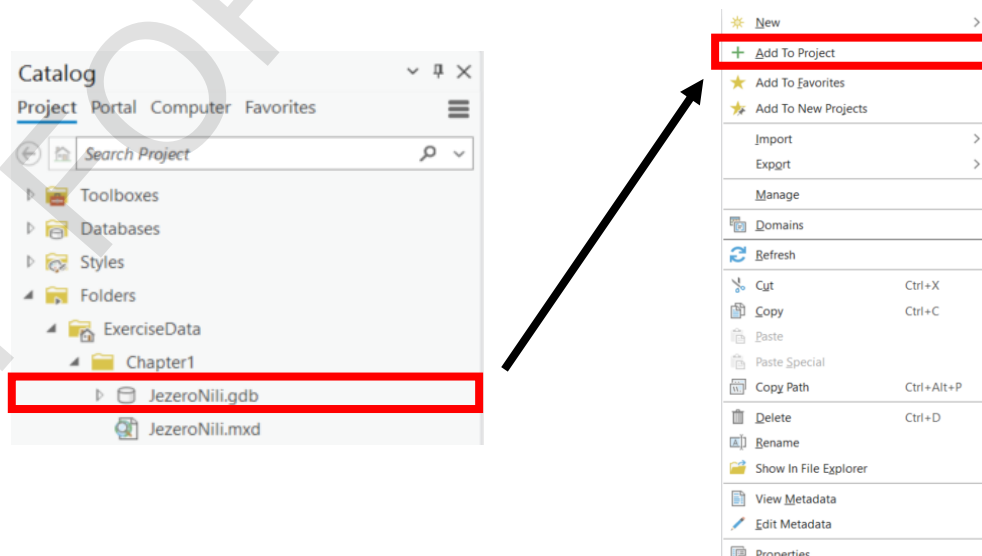 Catalog
Project Portal Computer Favorites
Search Project
Toolboxes
Databases
Styles
Folders
ExerciseData
Chapter1
JezeroNili.gdb
JezeroNili.mxd
New
Add To Project
Add To Favorites
Add To New Projects
Import
Export
Manage
Domains
Refresh
Cut Ctrl+X
Copy Ctrl+C
Paste
Paste Special
Copy Path Ctrl+Alt+P
Delete Ctrl+D
Rename
Show In File Explorer
View Metadata
Edit Metadata
Properties